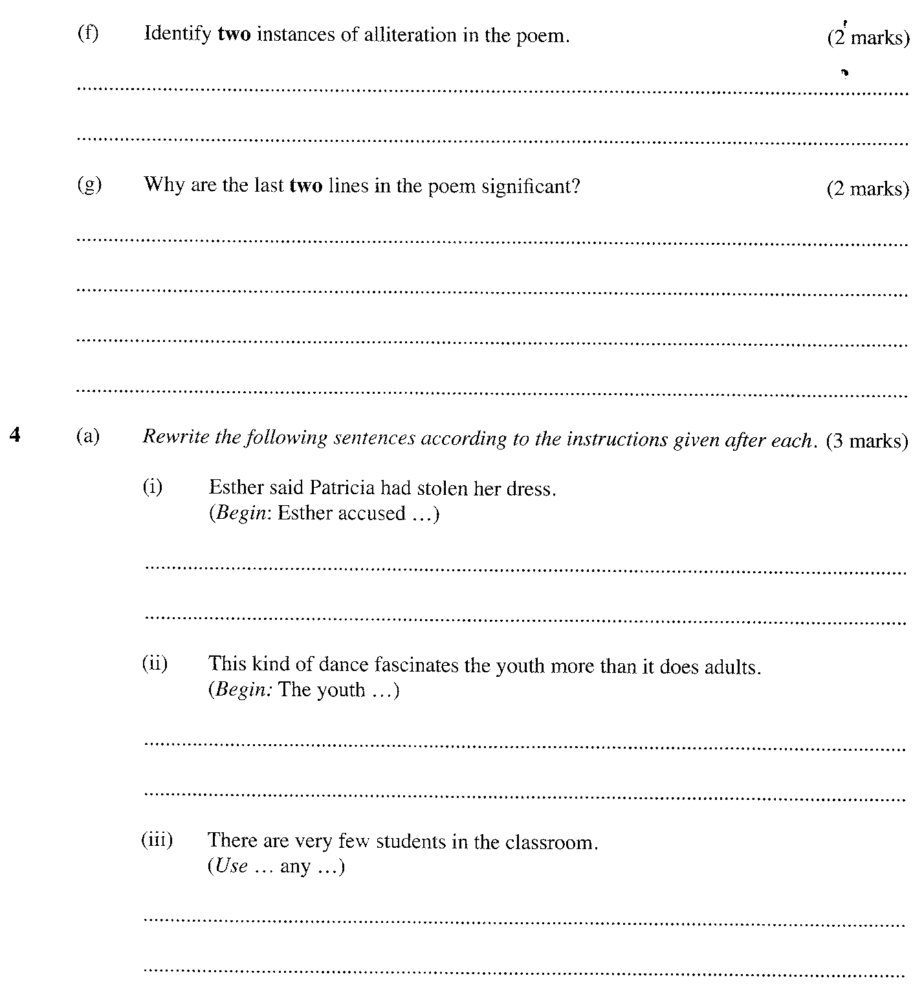 (f) Identify two instances of alliteration in the poem. (2 marks)
(g) Why are the last two lines in the poem significant? (2 marks)
4 (a) Rewrite the following sentences according to the instructions given after each. (3 marks)
(i) Esther said Patricia had stolen her dress.
(Begin: Esther accused ...)
(ii) This kind of dance fascinates the youth more than it does adults.
(Begin: The youth ...)
(iii) There are very few students in the classroom.
(Use ... any ...)